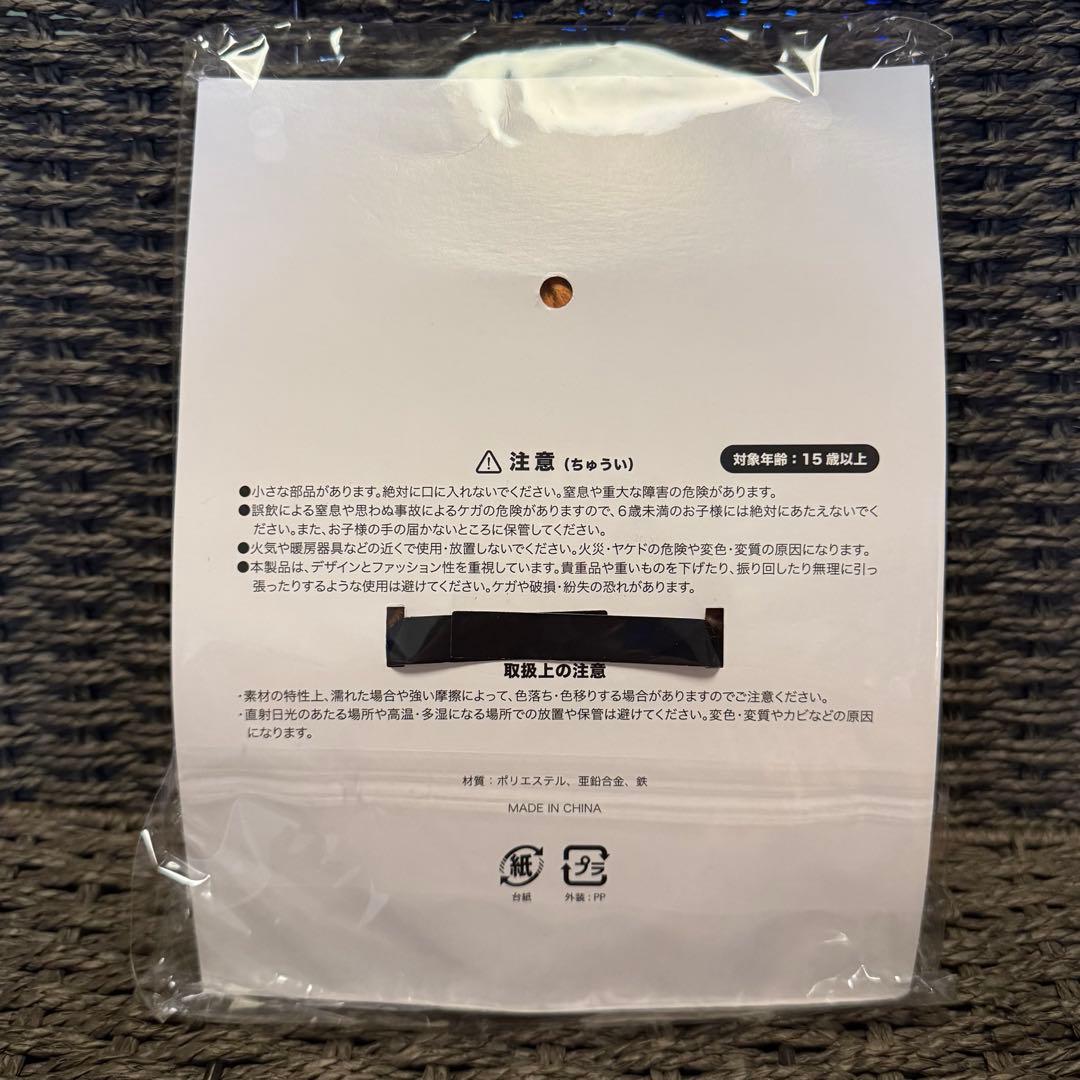 ⚠注意(ちゅうい)
対象年齢：15歳以上
●小さな部品があります。絶対に口に入れないでください。窒息や重大な障害の危険があります。
●誤飲による窒息や思わぬ事故によるケガの危険がありますので、6歳未満のお子様には絶対にあたえないでく
ださい。また、お子様の手の届かないところに保管してください。
●火気や暖房器具などの近くで使用・放置しないでください。火災・ヤケドの危険や変色・変質の原因になります。
●本製品は、デザインとファッション性を重視しています。貴重品や重いものを下げたり、振り回したり無理に引っ
張ったりするような使用は避けてください。ケガや破損・紛失の恐れがあります。
取扱上の注意
・素材の特性上、濡れた場合や強い摩擦によって、色落ち・色移りする場合がありますのでご注意ください。
・直射日光のあたる場所や高温・多湿になる場所での放置や保管は避けてください。変色・変質やカビなどの原因
になります。
材質：ポリエステル、亜鉛合金、鉄
MADE IN CHINA
紙
プラ
台紙
外装：PP